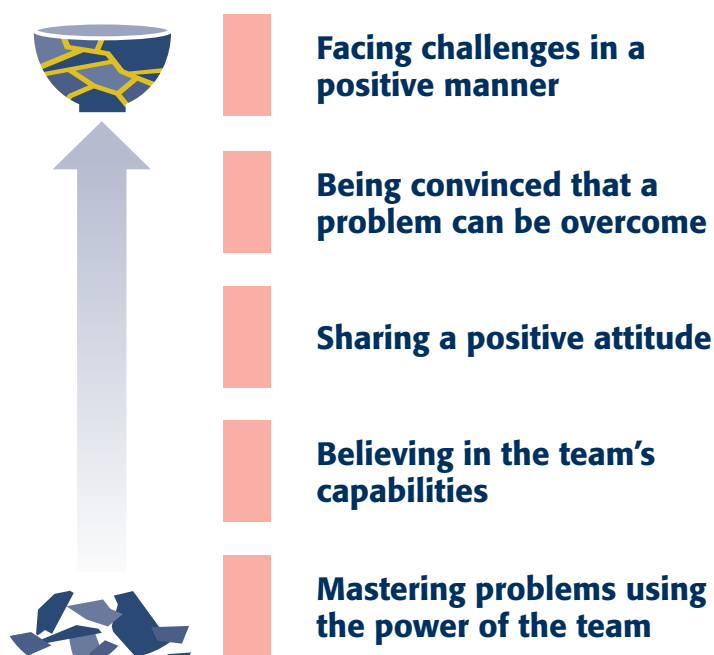 Facing challenges in a
positive manner
Being convinced that a
problem can be overcome
Sharing a positive attitude
Believing in the team’s
capabilities
Mastering problems using
the power of the team